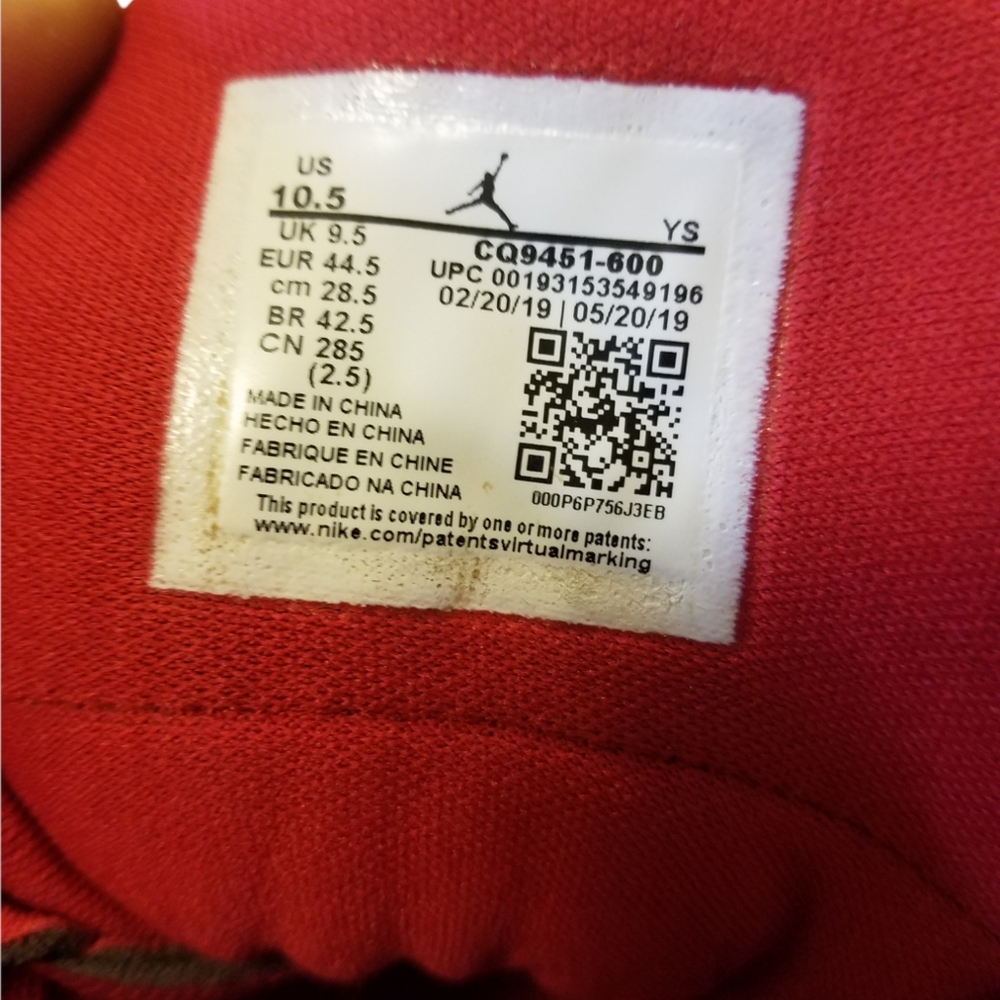 US
10.5
YS
UK 9.5
EUR 44.5
cm 28.5
BR 42.5
CN 285
(2.5)
CQ9451-600
UPC 00193153549196
02/20/19 | 05/20/19
MADE IN CHINA
HECHO EN CHINA
FABRIQUE EN CHINE
FABRICADO NA CHINA
000P6P756J3EB
This product is covered by one or more patents:
www.nike.com/patentsvirtualmarking